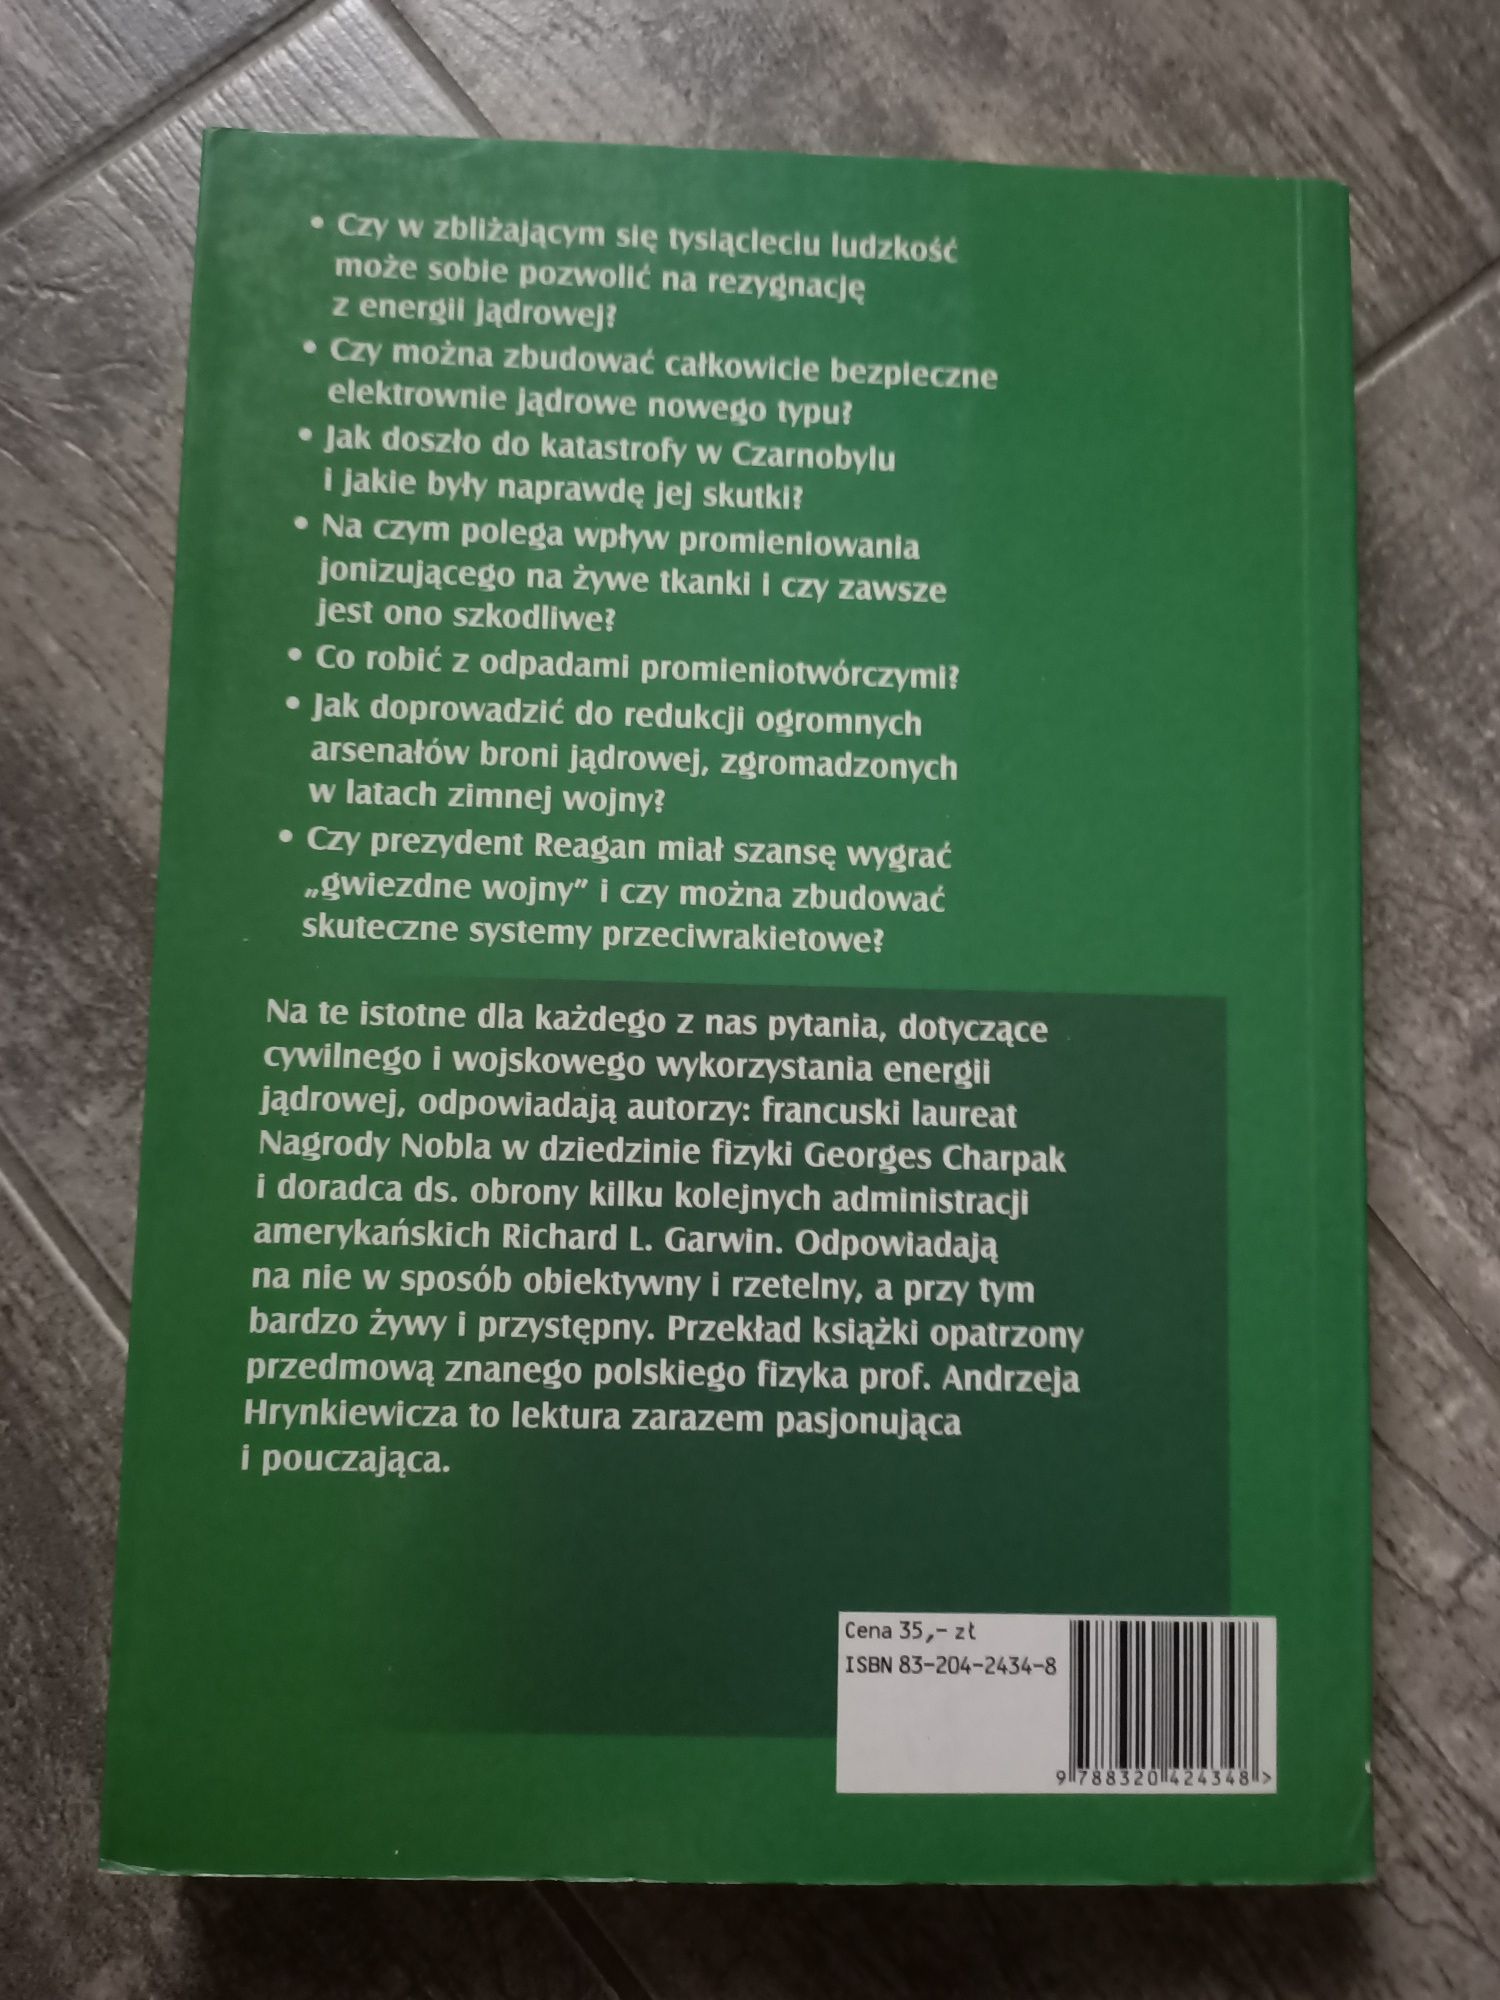 • Czy w zbliżającym się tysiącleciu ludzkość
może sobie pozwolić na rezygnację
z energii jądrowej?
• Czy można zbudować całkowicie bezpieczne
elektrownie jądrowe nowego typu?
• Jak doszło do katastrofy w Czarnobylu
i jakie były naprawdę jej skutki?
• Na czym polega wpływ promieniowania
jonizującego na żywe tkanki i czy zawsze
jest ono szkodliwe?
• Co robić z odpadami promieniotwórczymi?
• Jak doprowadzić do redukcji ogromnych
arsenałów broni jądrowej, zgromadzonych
w latach zimnej wojny?
• Czy prezydent Reagan miał szansę wygrać
„gwiezdne wojny” i czy można zbudować
skuteczne systemy przeciwrakietowe?
Na te istotne dla każdego z nas pytania, dotyczące
cywilnego i wojskowego wykorzystania energii
jądrowej, odpowiadają autorzy: francuski laureat
Nagrody Nobla w dziedzinie fizyki Georges Charpak
i doradca ds. obrony kilku kolejnych administracji
amerykańskich Richard L. Garwin. Odpowiadają
na nie w sposób obiektywny i rzetelny, a przy tym
bardzo żywy i przystępny. Przekład książki opatrzony
przedmową znanego polskiego fizyka prof. Andrzeja
Hrynkiewicza to lektura zarazem pasjonująca
i pouczająca.
Cena 35,- zł
ISBN 83-204-2434-8
9 788320 424348 >